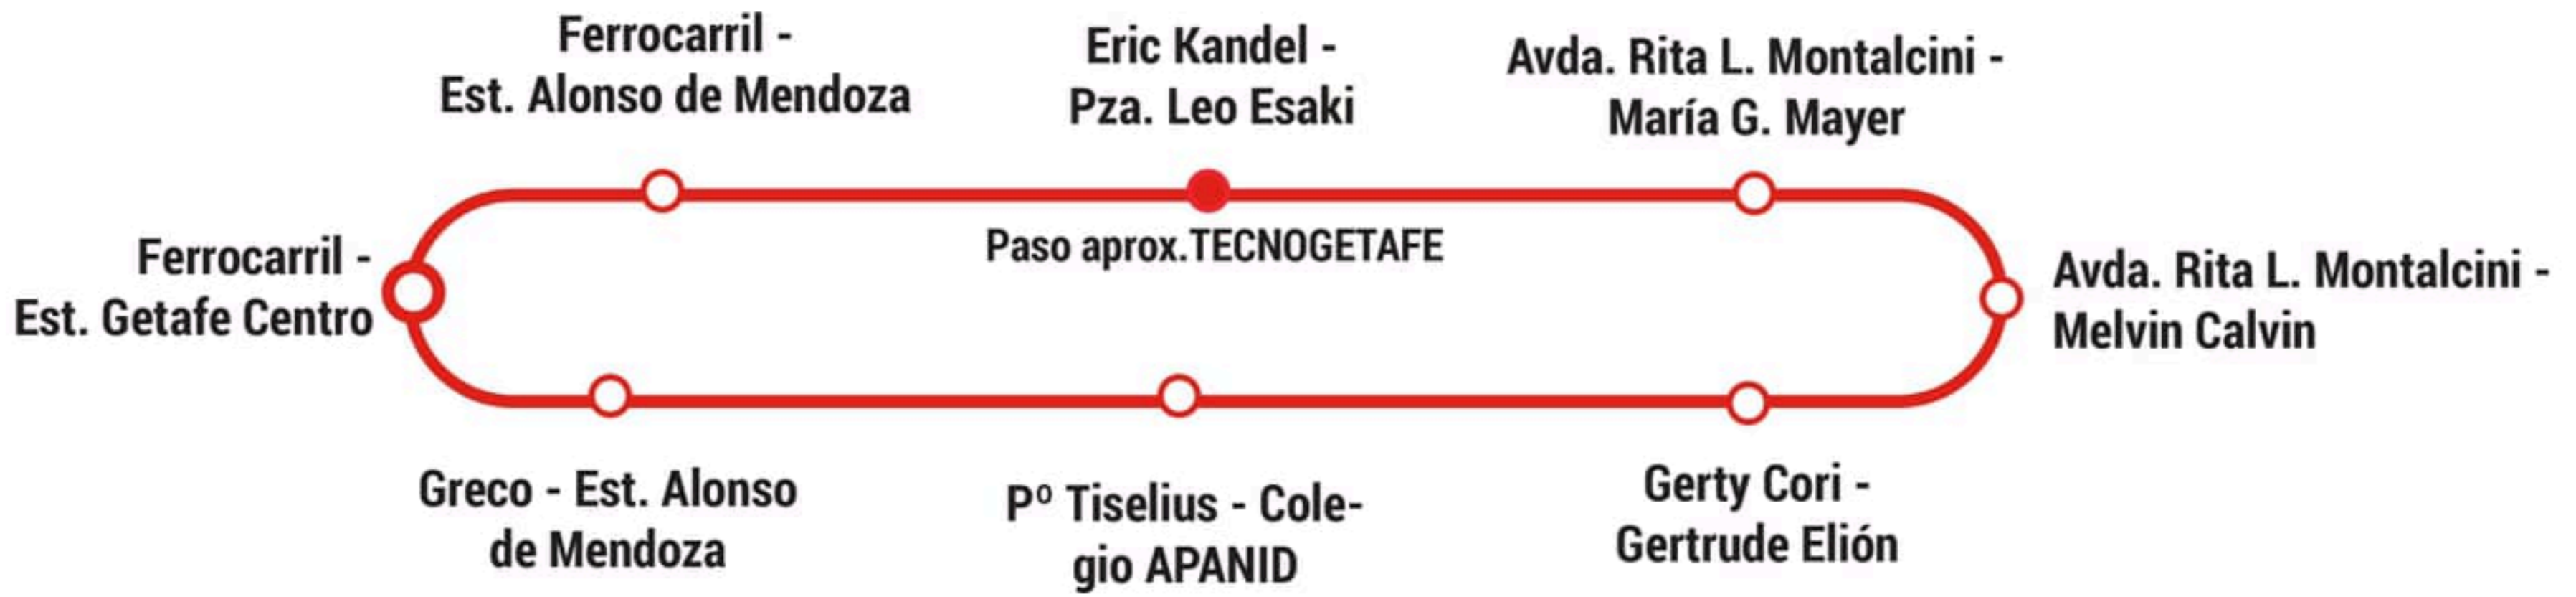 Ferrocarril -
Est. Alonso de Mendoza
Eric Kandel -
Pza. Leo Esaki
Avda. Rita L. Montalcini -
María G. Mayer
Paso aprox.TECNOGETAFE
Ferrocarril -
Est. Getafe Centro
Avda. Rita L. Montalcini -
Melvin Calvin
Greco - Est. Alonso
de Mendoza
Pº Tiselius - Cole-
gio APANID
Gerty Cori -
Gertrude Elión